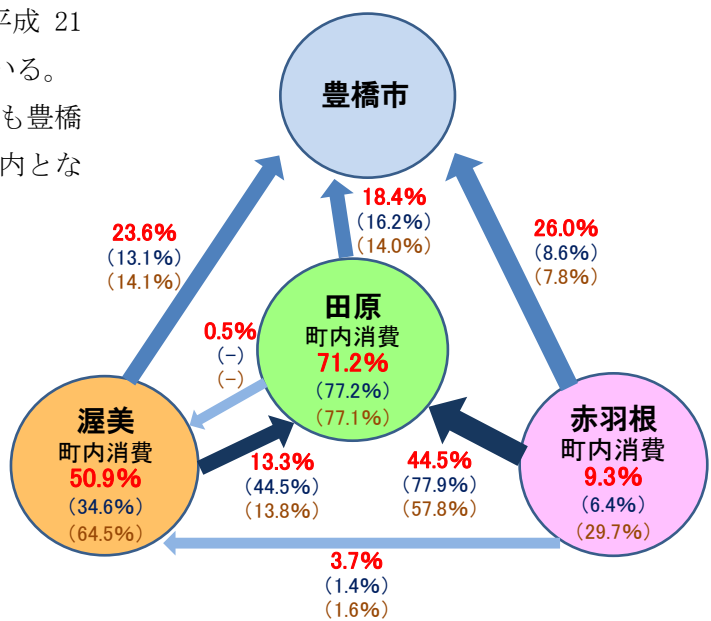 平成 21
いる。
も豊橋
内とな
豊橋市
18.4%
(16.2%)
(14.0%)
23.6%
(13.1%)
(14.1%)
26.0%
(8.6%)
(7.8%)
田原
町内消費
71.2%
(77.2%)
(77.1%)
0.5%
(-)
(-)
渥美
町内消費
50.9%
(34.6%)
(64.5%)
13.3%
(44.5%)
(13.8%)
44.5%
(77.9%)
(57.8%)
赤羽根
町内消費
9.3%
(6.4%)
(29.7%)
3.7%
(1.4%)
(1.6%)